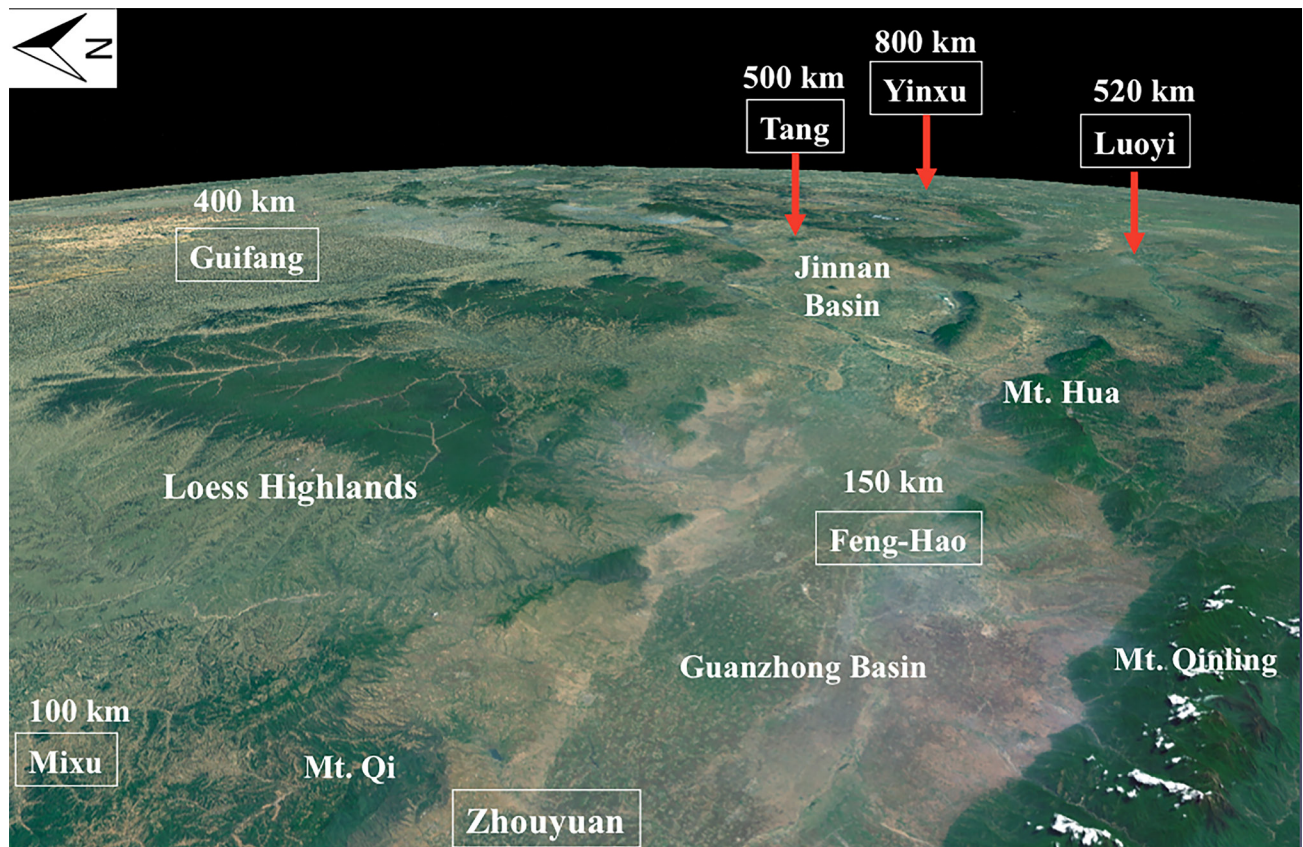 N
800 km
Yinxu
500 km
Tang
520 km
Luoyi
400 km
Guifang
Jinnan
Basin
Mt. Hua
Loess Highlands
150 km
Feng-Hao
Guanzhong Basin
Mt. Qinling
100 km
Mixu
Mt. Qi
Zhouyuan